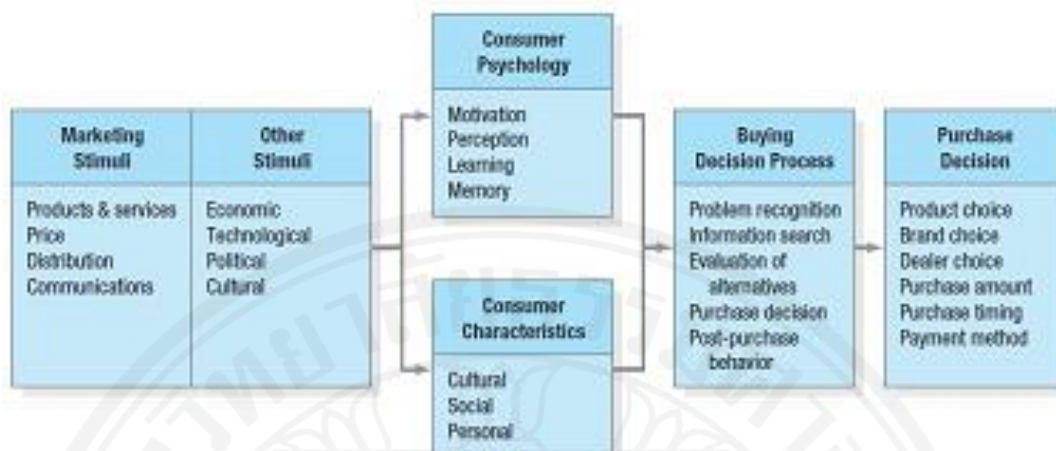 Consumer
Psychology
Motivation
Perception
Learning
Memory
Marketing
Stimuli
Products & services
Price
Distribution
Communications
Other
Stimuli
Economic
Technological
Political
Cultural
Consumer
Characteristics
Cultural
Social
Personal
Buying
Decision Process
Problem recognition
Information search
Evaluation of
alternatives
Purchase decision
Post-purchase
behavior
Purchase
Decision
Product choice
Brand choice
Dealer choice
Purchase amount
Purchase timing
Payment method